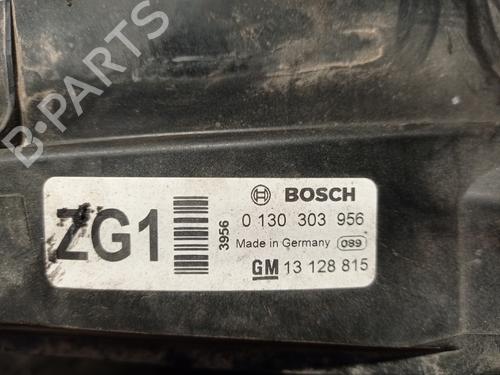 B-PARTS
ZG1
3956
BOSCH
0 130 303 956
Made in Germany 089
GM 13 128 815